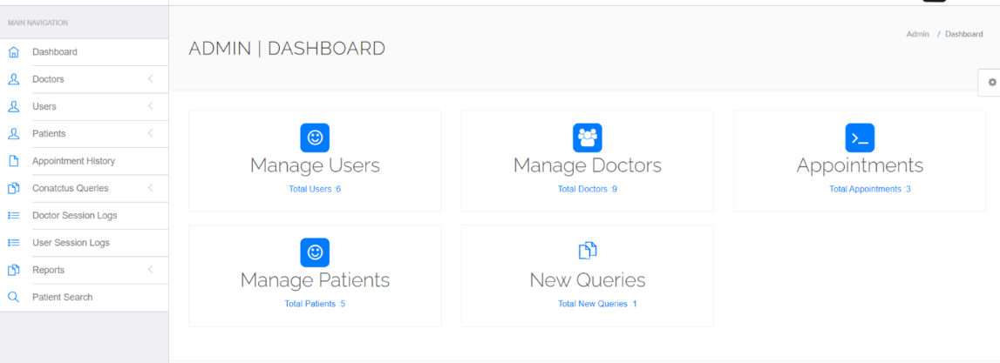 MAIN NAVIGATION
Dashboard
Doctors
Users
Patients
Appointment History
Conatctus Queries
Doctor Session Logs
User Session Logs
Reports
Patient Search
ADMIN | DASHBOARD
Admin / Dashboard
Manage Users
Total Users :6
Manage Doctors
Total Doctors :9
Appointments
Total Appointments :3
Manage Patients
Total Patients :5
New Queries
Total New Queries :1